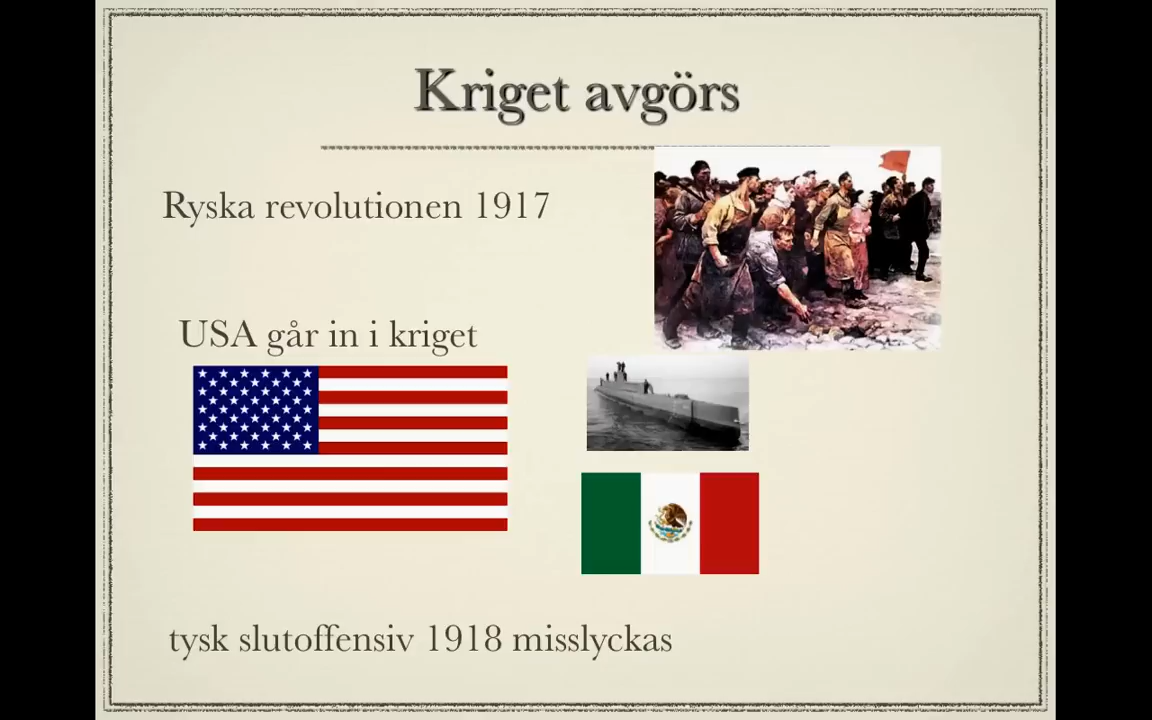 Kriget avgörs
Ryska revolutionen 1917
USA går in i kriget
tysk slutoffensiv 1918 misslyckas